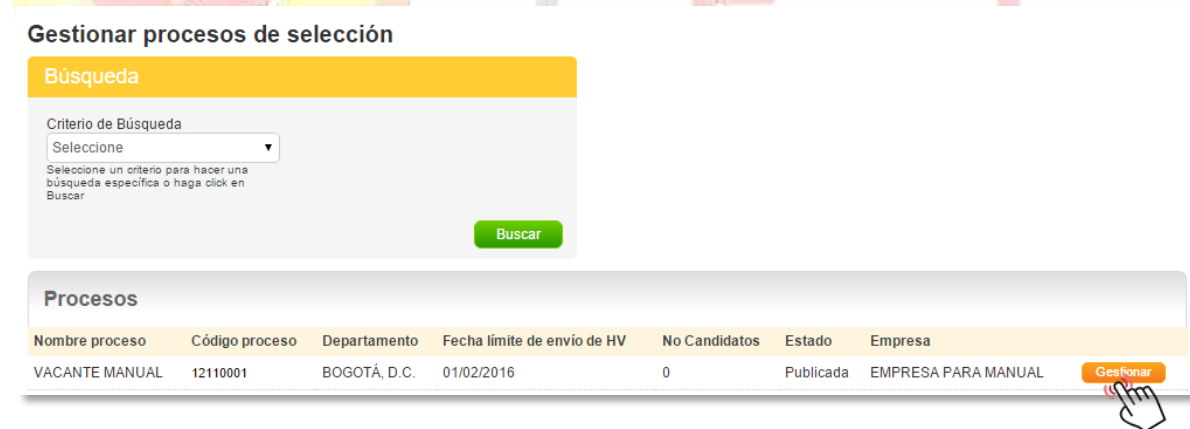 Gestionar procesos de selección
Búsqueda
Criterio de Búsqueda
Seleccione
Seleccione un criterio para hacer una
búsqueda específica o haga click en
Buscar
Buscar
Procesos
Nombre proceso Código proceso Departamento Fecha límite de envío de HV No Candidatos Estado Empresa
VACANTE MANUAL 12110001 BOGOTÁ, D.C. 01/02/2016 0 Publicada EMPRESA PARA MANUAL Gestionar